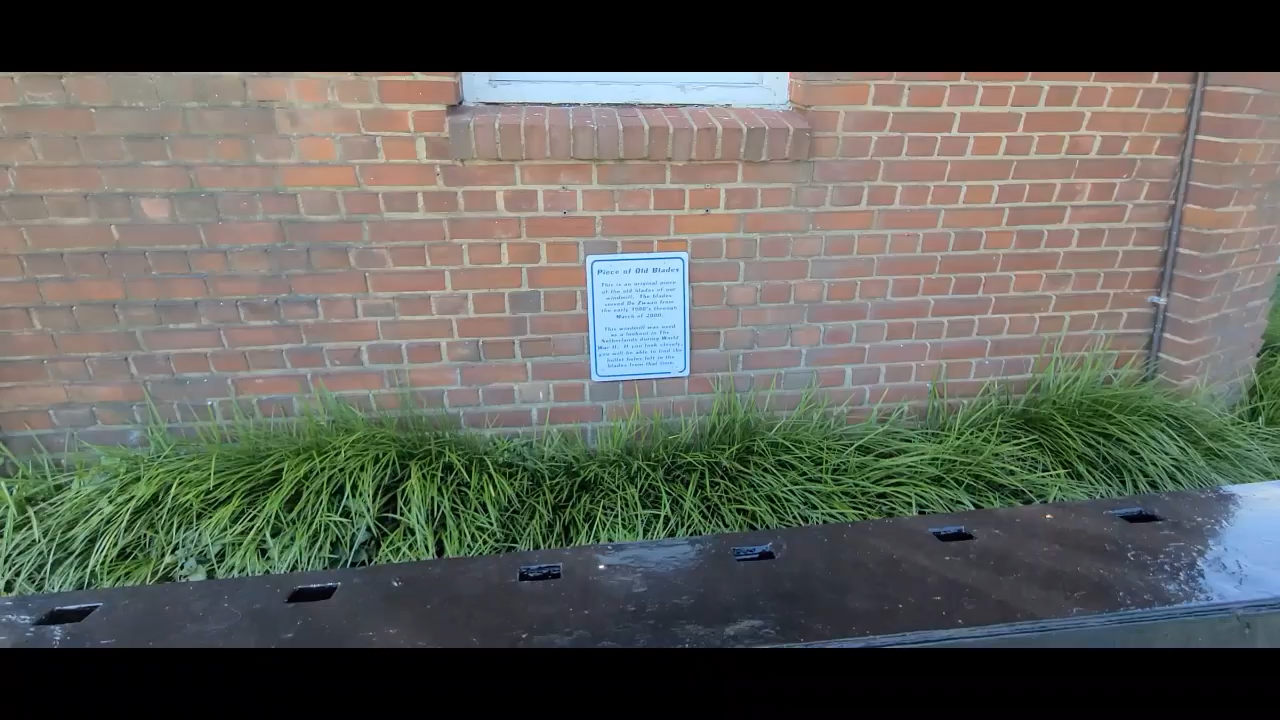 Piece of Old Blades
This is an original piece
of the old blades of our
windmill. The blades
served De Zwaan from
the early 1900's through
March of 2000.
This windmill was used
as a lookout in The
Netherlands during World
War II. If you look closely,
you will be able to find the
bullet holes left in the
blades from that time.